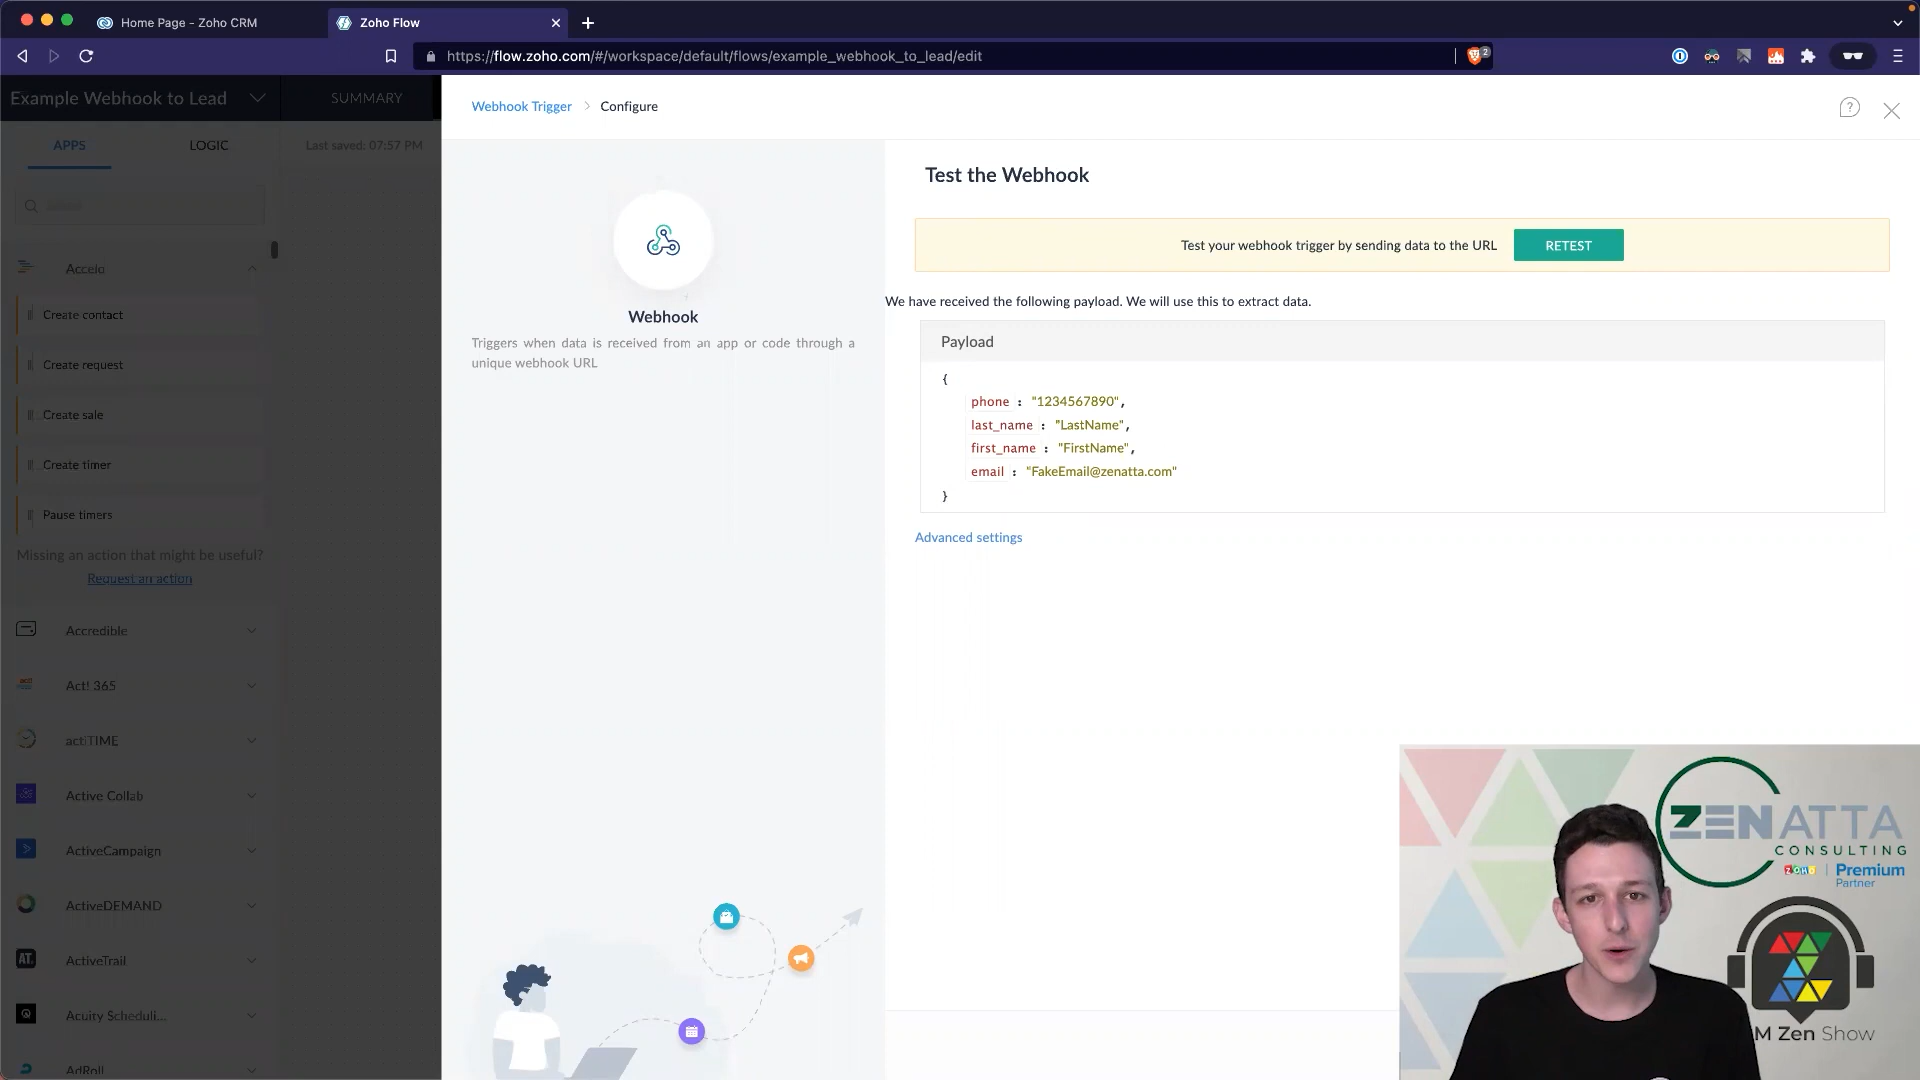 Home Page - Zoho CRM
Zoho Flow
https://flow.zoho.com/#/workspace/default/flows/example_webhook_to_lead/edit
2
Example Webhook to Lead
SUMMARY
APPS
LOGIC
Last saved: 07:57 PM
Accelo
Create contact
Create request
Create sale
Create timer
Pause timers
Missing an action that might be useful?
Request an action
Accredible
Act! 365
actiTIME
Active Collab
ActiveCampaign
ActiveDEMAND
ActiveTrail
Acuity Scheduli...
AdRoll
Webhook Trigger > Configure
Webhook
Triggers when data is received from an app or code through a
unique webhook URL
Test the Webhook
Test your webhook trigger by sending data to the URL
RETEST
We have received the following payload. We will use this to extract data.
Payload
{
phone : "1234567890",
last_name : "LastName",
first_name : "FirstName",
email : "FakeEmail@zenatta.com"
}
Advanced settings
ZENATTA
CONSULTING
ZOHO | Premium
Partner
M Zen Show